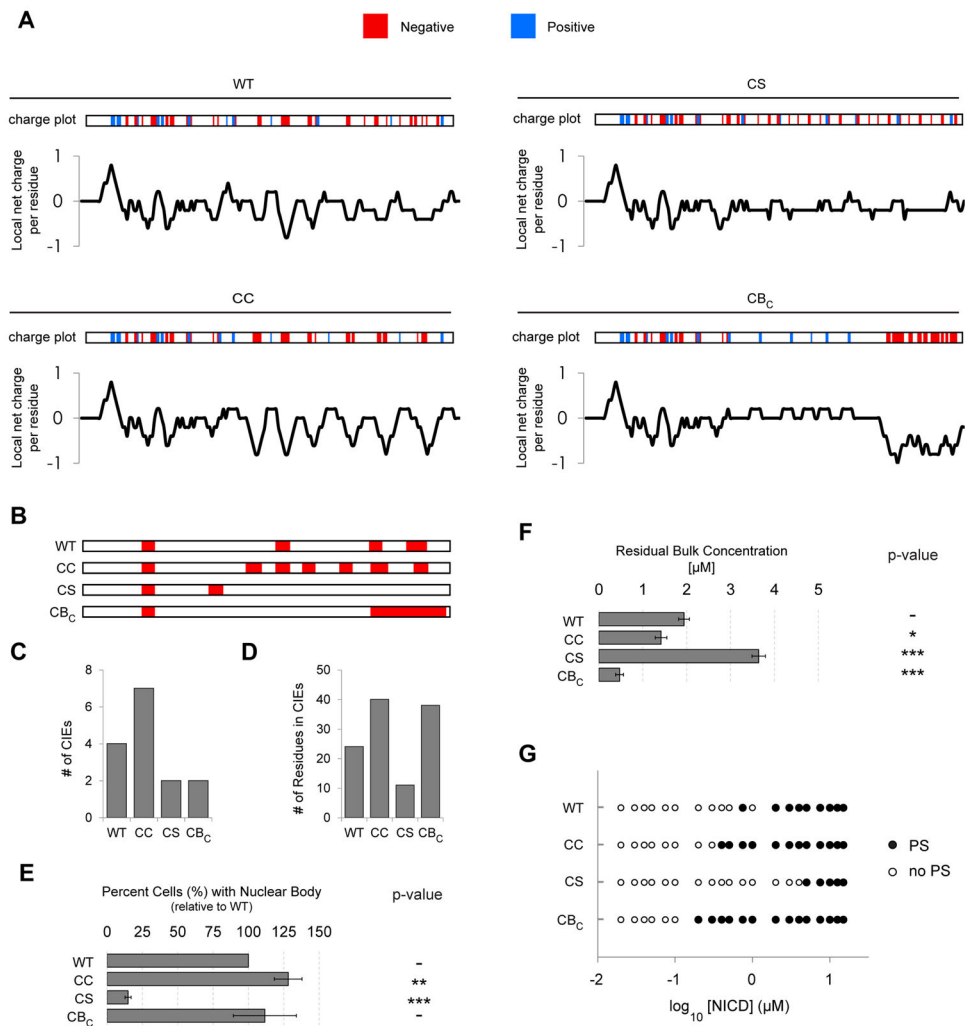 A
Negative
Positive
WT
charge plot
Local net charge
per residue
1
0
-1
CS
charge plot
Local net charge
per residue
1
0
-1
CC
charge plot
Local net charge
per residue
1
0
-1
CBC
charge plot
Local net charge
per residue
1
0
-1
B
WT
CC
CS
CBC
C
# of CIEs
8
6
4
2
0
WT CC CS CBC
D
# of Residues in CIEs
50
40
30
20
10
0
WT CC CS CBC
E
Percent Cells (%) with Nuclear Body
(relative to WT)
p-value
0 25 50 75 100 125 150
WT -
CC **
CS ***
CBC -
F
Residual Bulk Concentration
[µM]
p-value
0 1 2 3 4 5
WT -
CC *
CS ***
CBC ***
G
WT
CC
CS
CBC
PS
no PS
-2 -1 0 1
log10 [NICD] (µM)